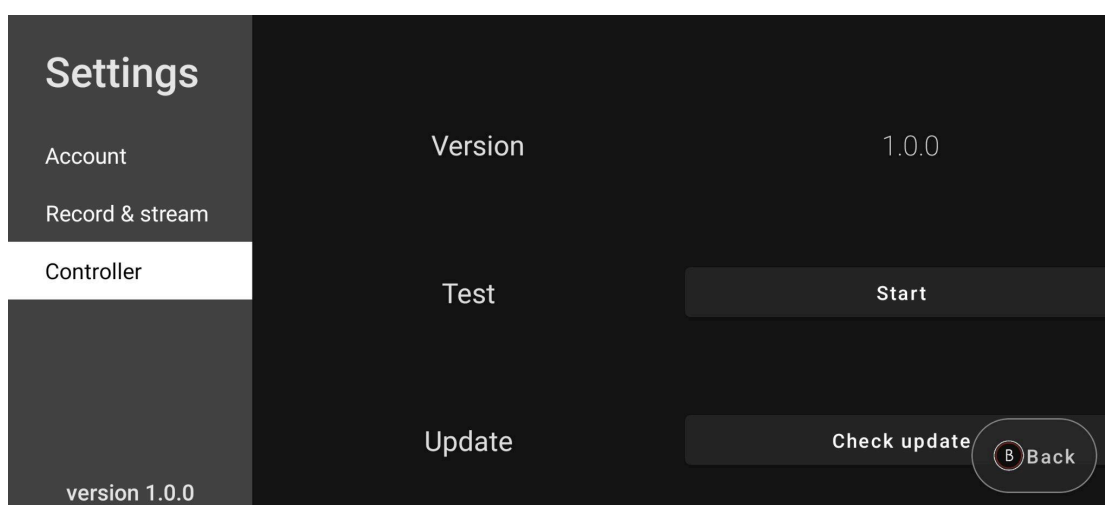 Settings
Account
Record & stream
Controller
version 1.0.0
Version 1.0.0
Test Start
Update Check update
B Back